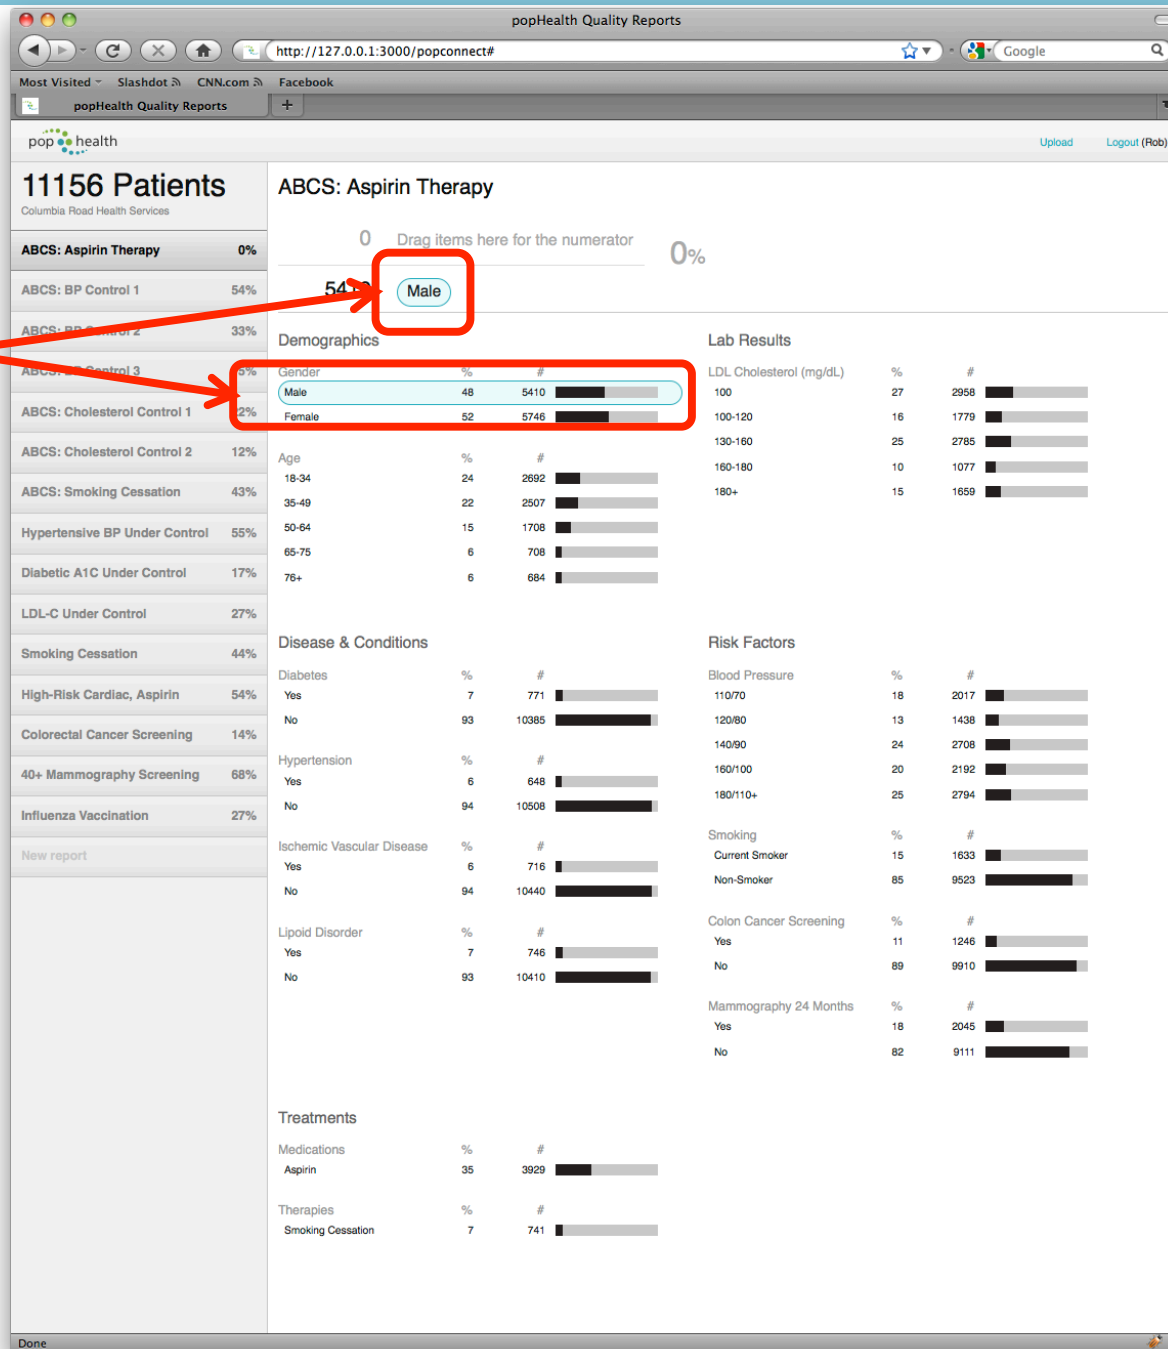 popHealth Quality Reports
http://127.0.0.1:3000/popconnect#
Google
Most Visited Slashdot CNN.com Facebook
popHealth Quality Reports +
pop health
Upload Logout (Rob)
11156 Patients
Columbia Road Health Services
ABCS: Aspirin Therapy 0%
ABCS: BP Control 1 54%
ABCS: BP Control 2 33%
ABCS: BP Control 3 5%
ABCS: Cholesterol Control 1 2%
ABCS: Cholesterol Control 2 12%
ABCS: Smoking Cessation 43%
Hypertensive BP Under Control 55%
Diabetic A1C Under Control 17%
LDL-C Under Control 27%
Smoking Cessation 44%
High-Risk Cardiac, Aspirin 54%
Colorectal Cancer Screening 14%
40+ Mammography Screening 68%
Influenza Vaccination 27%
New report
ABCS: Aspirin Therapy
0 Drag items here for the numerator
0%
5410 Male
Demographics
Gender % #
Male 48 5410
Female 52 5746
Age % #
18-34 24 2692
35-49 22 2507
50-64 15 1708
65-75 6 708
76+ 6 684
Lab Results
LDL Cholesterol (mg/dL) % #
100 27 2958
100-120 16 1779
130-160 25 2785
160-180 10 1077
180+ 15 1659
Disease & Conditions
Diabetes % #
Yes 7 771
No 93 10385
Hypertension % #
Yes 6 648
No 94 10508
Ischemic Vascular Disease % #
Yes 6 716
No 94 10440
Lipoid Disorder % #
Yes 7 746
No 93 10410
Risk Factors
Blood Pressure % #
110/70 18 2017
120/80 13 1438
140/90 24 2708
160/100 20 2192
180/110+ 25 2794
Smoking % #
Current Smoker 15 1633
Non-Smoker 85 9523
Colon Cancer Screening % #
Yes 11 1246
No 89 9910
Mammography 24 Months % #
Yes 18 2045
No 82 9111
Treatments
Medications % #
Aspirin 35 3929
Therapies % #
Smoking Cessation 7 741
Done